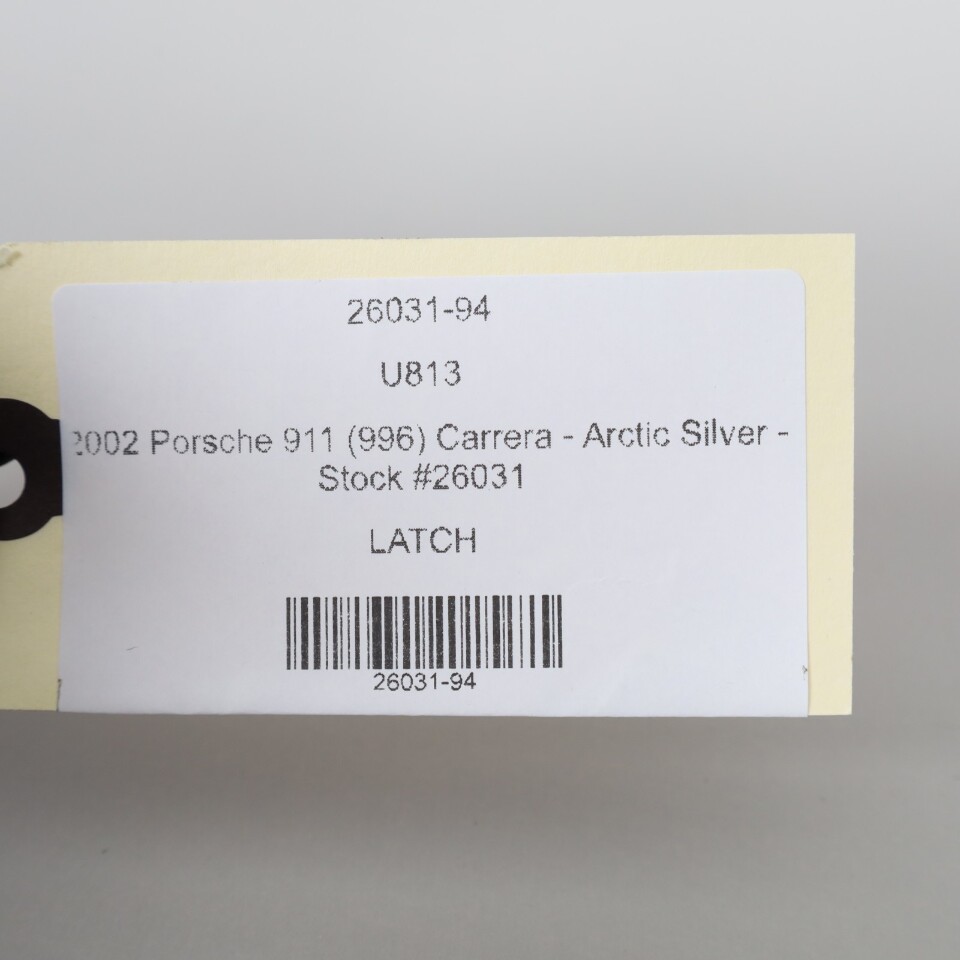 26031-94
U813
2002 Porsche 911 (996) Carrera - Arctic Silver -
Stock #26031
LATCH
26031-94